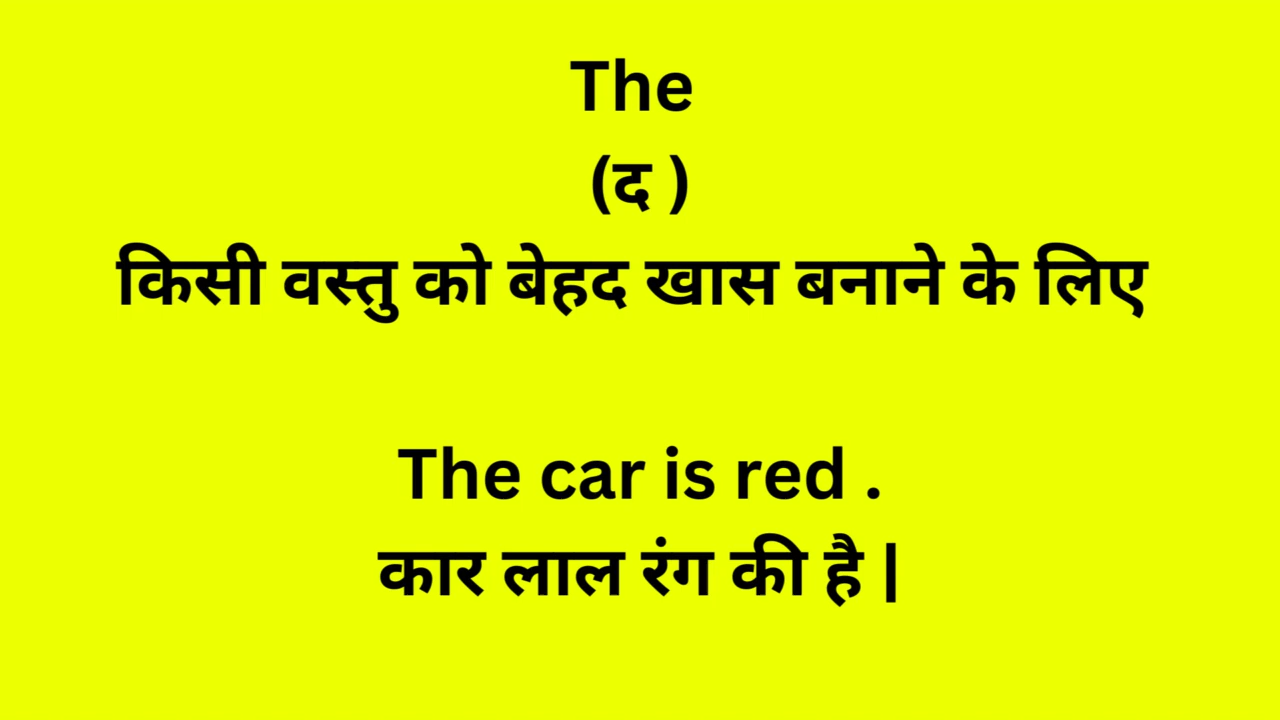 The
(द )
किसी वस्तु को बेहद खास बनाने के लिए
The car is red .
कार लाल रंग की है |